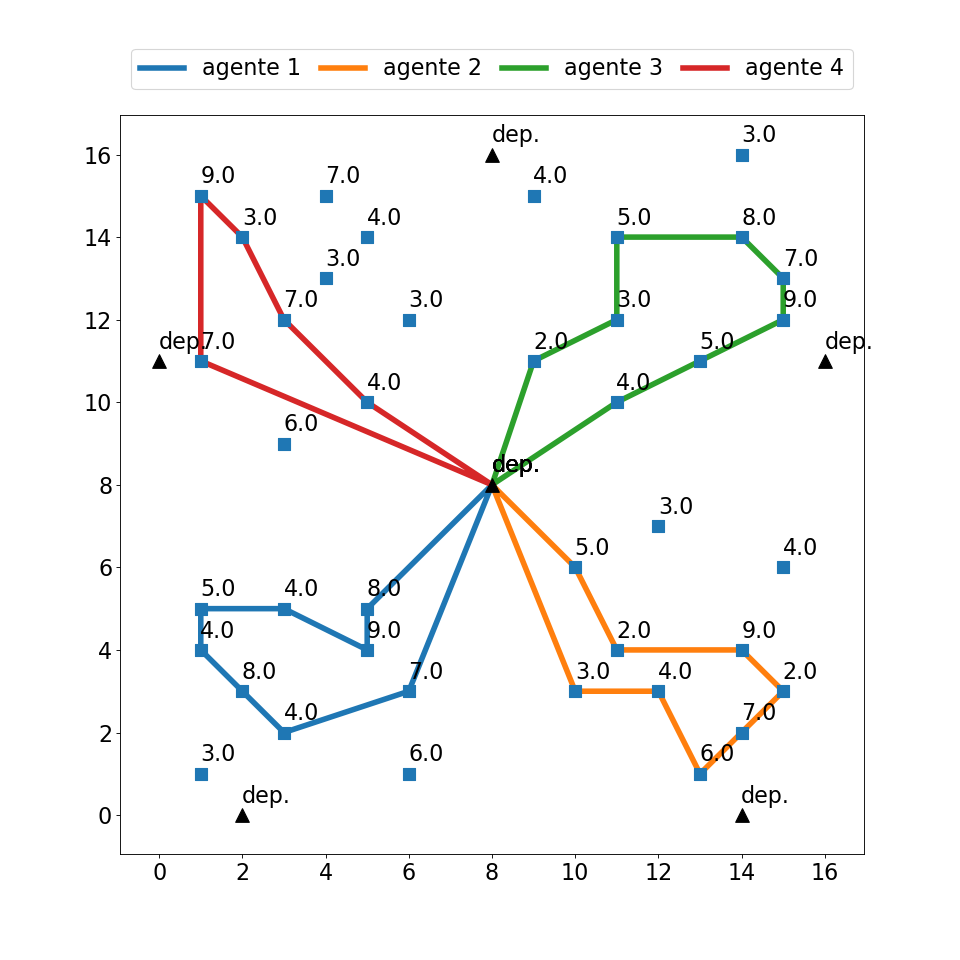 agente 1 agente 2 agente 3 agente 4
dep. 3.0
9.0 7.0 4.0
3.0 4.0 5.0 8.0
3.0 7.0
7.0 3.0 3.0 9.0
dep. 7.0 2.0 5.0 dep.
4.0 4.0
6.0
dep. dep.
3.0
5.0 4.0
5.0 4.0 8.0
4.0 9.0 2.0 9.0
8.0 7.0 3.0 4.0 2.0
4.0 7.0
3.0 6.0 6.0
dep. dep.
16
14
12
10
8
6
4
2
0
0 2 4 6 8 10 12 14 16